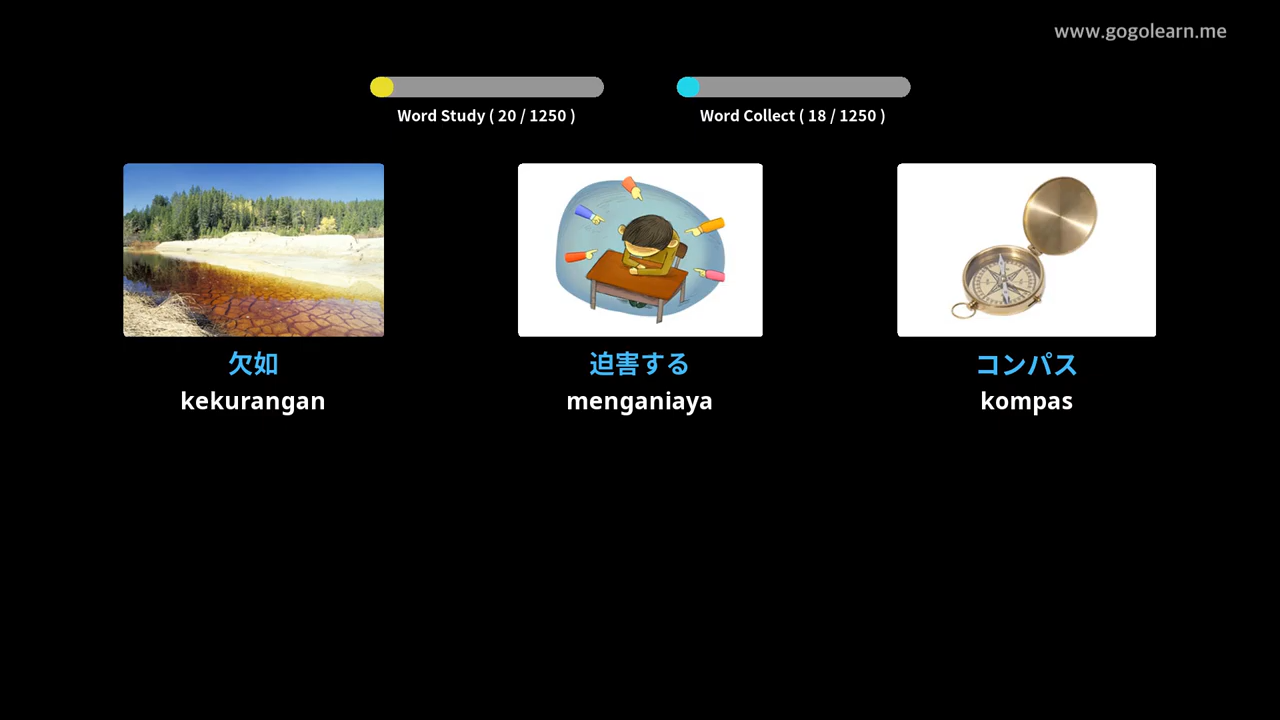 www.gogolearn.me
Word Study ( 20 / 1250 )
Word Collect ( 18 / 1250 )
欠如
迫害する
コンパス
kekurangan
menganiaya
kompas